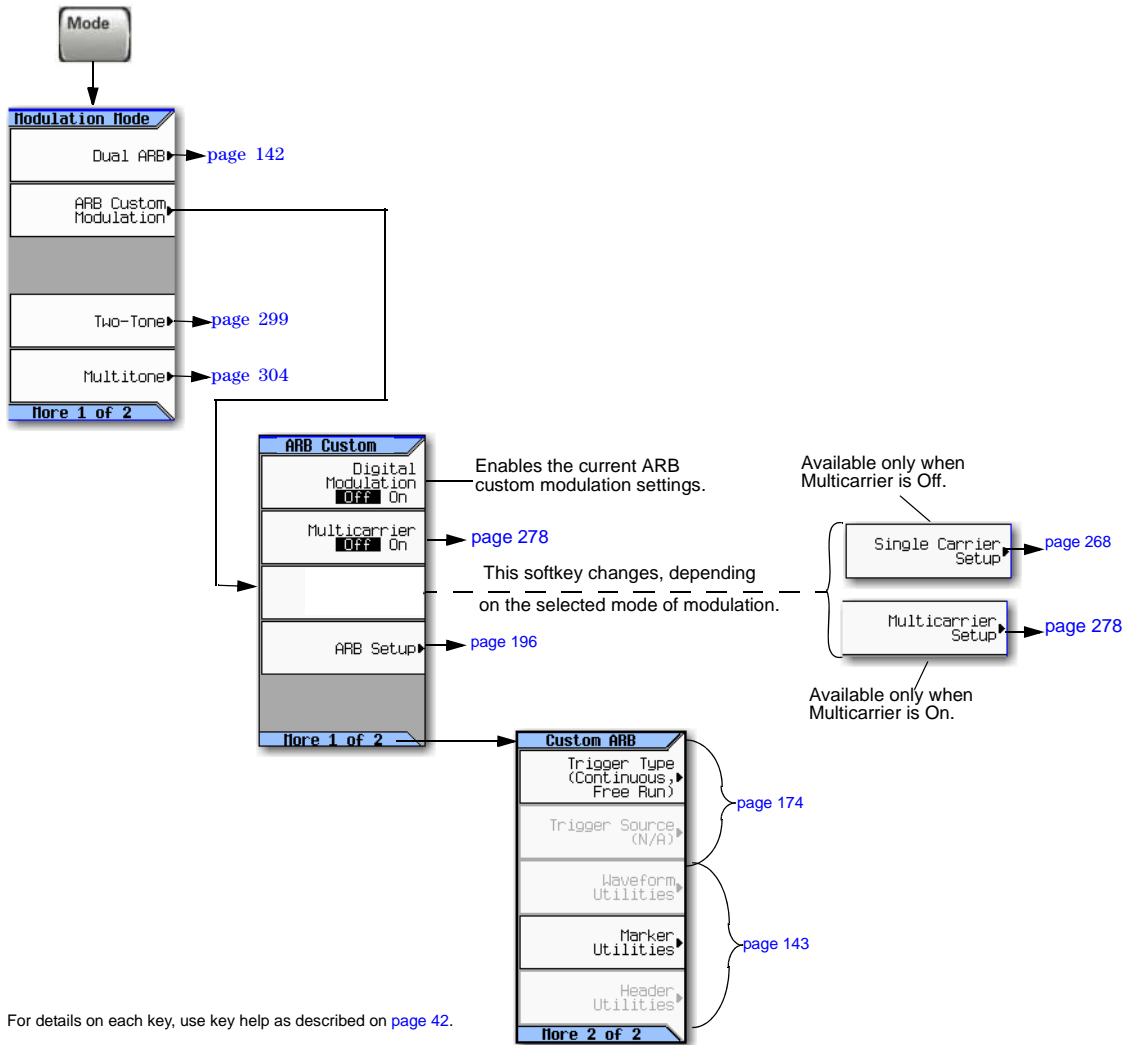 Mode
Modulation Mode
Dual ARB
page 142
ARB Custom
Modulation
Two-Tone
page 299
Multitone
page 304
More 1 of 2
ARB Custom
Digital
Modulation
Off On
Enables the current ARB
custom modulation settings.
Multicarrier
Off On
page 278
This softkey changes, depending
on the selected mode of modulation.
ARB Setup
page 196
More 1 of 2
Available only when
Multicarrier is Off.
Single Carrier
Setup
page 268
Multicarrier
Setup
page 278
Available only when
Multicarrier is On.
Custom ARB
Trigger Type
(Continuous,
Free Run)
Trigger Source
(N/A)
page 174
Waveform
Utilities
Marker
Utilities
page 143
Header
Utilities
More 2 of 2
For details on each key, use key help as described on page 42.